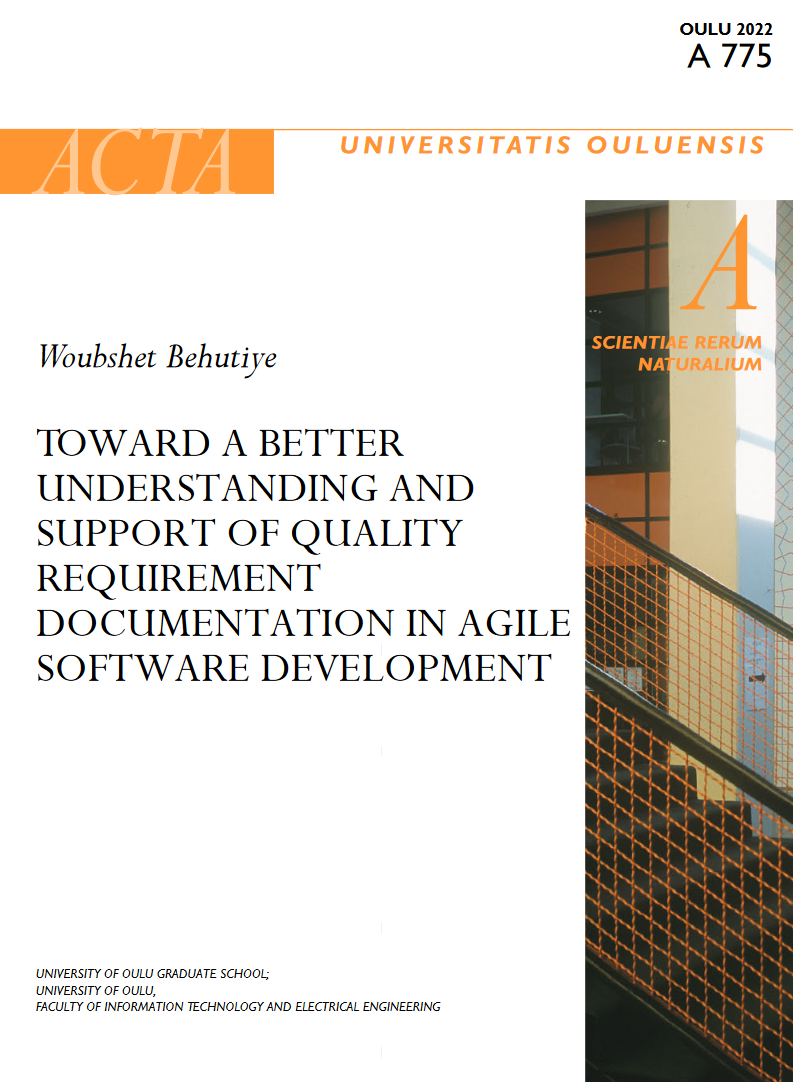 OULU 2022
A 775
ACTA
UNIVERSITATIS OULUENSIS
A
SCIENTIAE RERUM
NATURALIUM
Woubshet Behutiye
TOWARD A BETTER
UNDERSTANDING AND
SUPPORT OF QUALITY
REQUIREMENT
DOCUMENTATION IN AGILE
SOFTWARE DEVELOPMENT
UNIVERSITY OF OULU GRADUATE SCHOOL;
UNIVERSITY OF OULU,
FACULTY OF INFORMATION TECHNOLOGY AND ELECTRICAL ENGINEERING